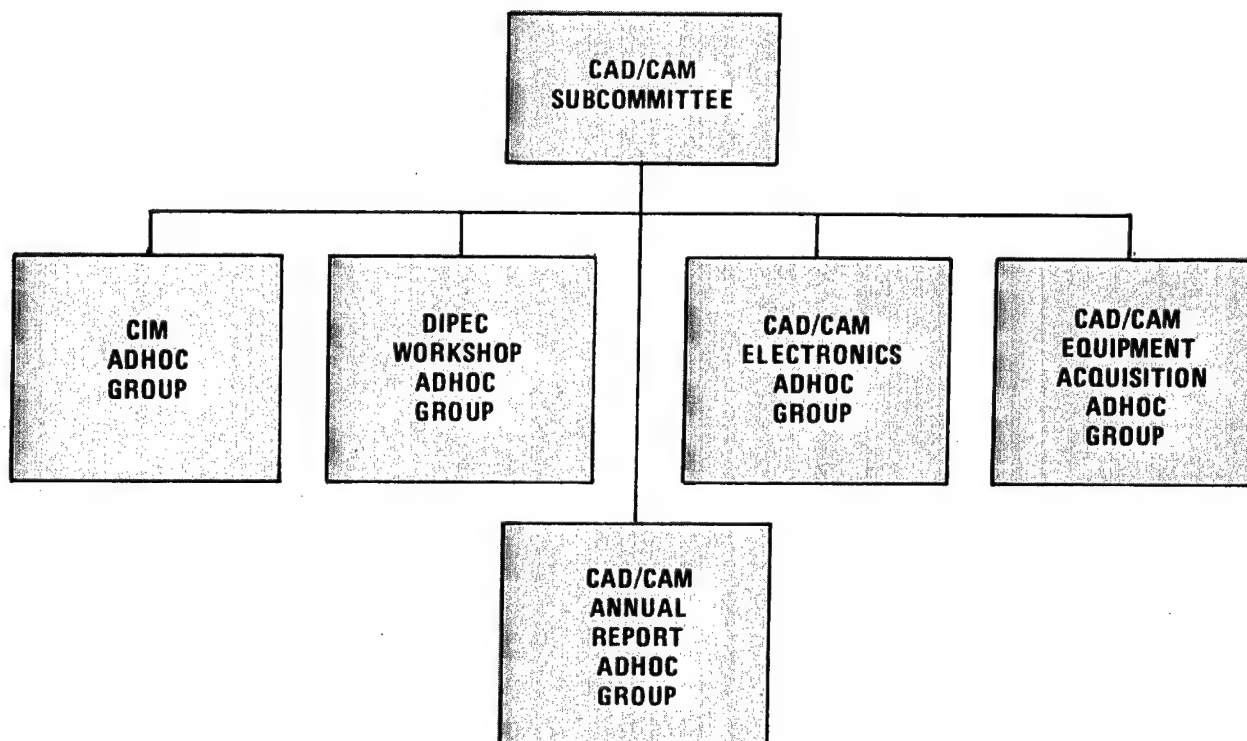 CAD/CAM
SUBCOMMITTEE
CIM
ADHOC
GROUP
DIPEC
WORKSHOP
ADHOC
GROUP
CAD/CAM
ELECTRONICS
ADHOC
GROUP
CAD/CAM
EQUIPMENT
ACQUISITION
ADHOC
GROUP
CAD/CAM
ANNUAL
REPORT
ADHOC
GROUP